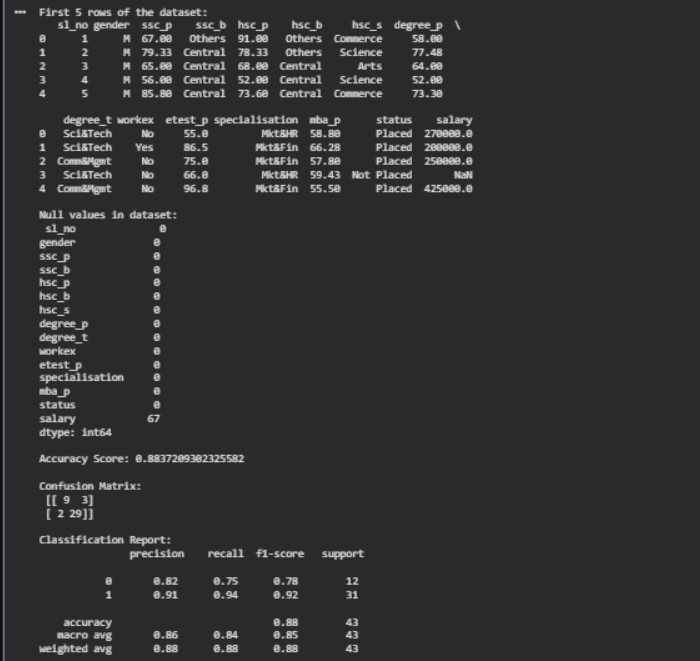 ... First 5 rows of the dataset:
   sl_no gender  ssc_p    ssc_b  hsc_p    hsc_b     hsc_s  degree_p  \
0      1      M  67.00   Others  91.00   Others  Commerce     58.00
1      2      M  79.33  Central  78.33   Others   Science     77.48
2      3      M  65.00  Central  68.00  Central      Arts     64.00
3      4      M  56.00  Central  52.00  Central   Science     52.00
4      5      M  85.80  Central  73.60  Central  Commerce     73.30
    degree_t workex  etest_p specialisation  mba_p      status    salary
0   Sci&Tech     No     55.0         Mkt&HR  58.80      Placed  270000.0
1   Sci&Tech    Yes     86.5        Mkt&Fin  66.28      Placed  200000.0
2  Comm&Mgmt     No     75.0        Mkt&Fin  57.80      Placed  250000.0
3   Sci&Tech     No     66.0         Mkt&HR  59.43  Not Placed       NaN
4  Comm&Mgmt     No     96.8        Mkt&Fin  55.50      Placed  425000.0
Null values in dataset:
 sl_no              0
gender             0
ssc_p              0
ssc_b              0
hsc_p              0
hsc_b              0
hsc_s              0
degree_p           0
degree_t           0
workex             0
etest_p            0
specialisation     0
mba_p              0
status             0
salary            67
dtype: int64
Accuracy Score: 0.8837209302325582
Confusion Matrix:
 [[ 9  3]
 [ 2 29]]
Classification Report:
               precision    recall  f1-score   support
           0       0.82      0.75      0.78        12
           1       0.91      0.94      0.92        31
    accuracy                           0.88        43
   macro avg       0.86      0.84      0.85        43
weighted avg       0.88      0.88      0.88        43